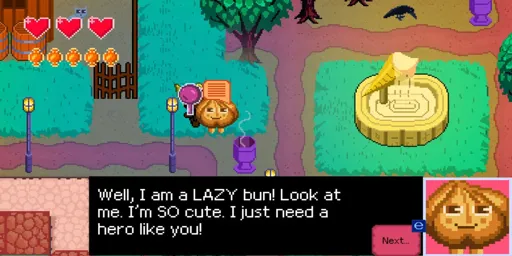 Well, I am a LAZY bun! Look at
me. I'm SO cute. I just need a
hero like you!
e
Next...